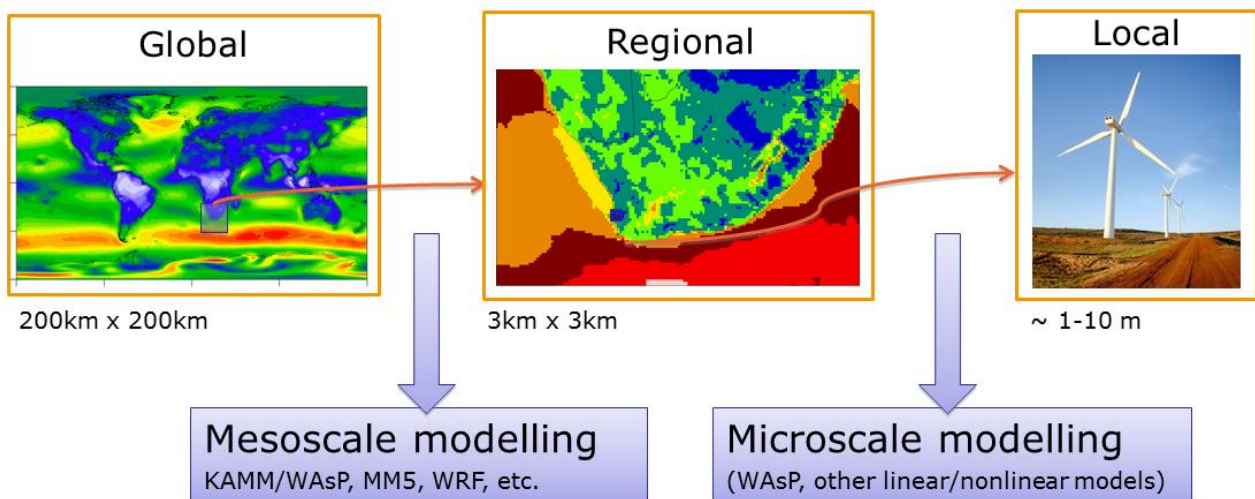 Global
Regional
Local
200km x 200km
3km x 3km
~ 1-10 m
Mesoscale modelling
KAMM/WAsP, MM5, WRF, etc.
Microscale modelling
(WAsP, other linear/nonlinear models)